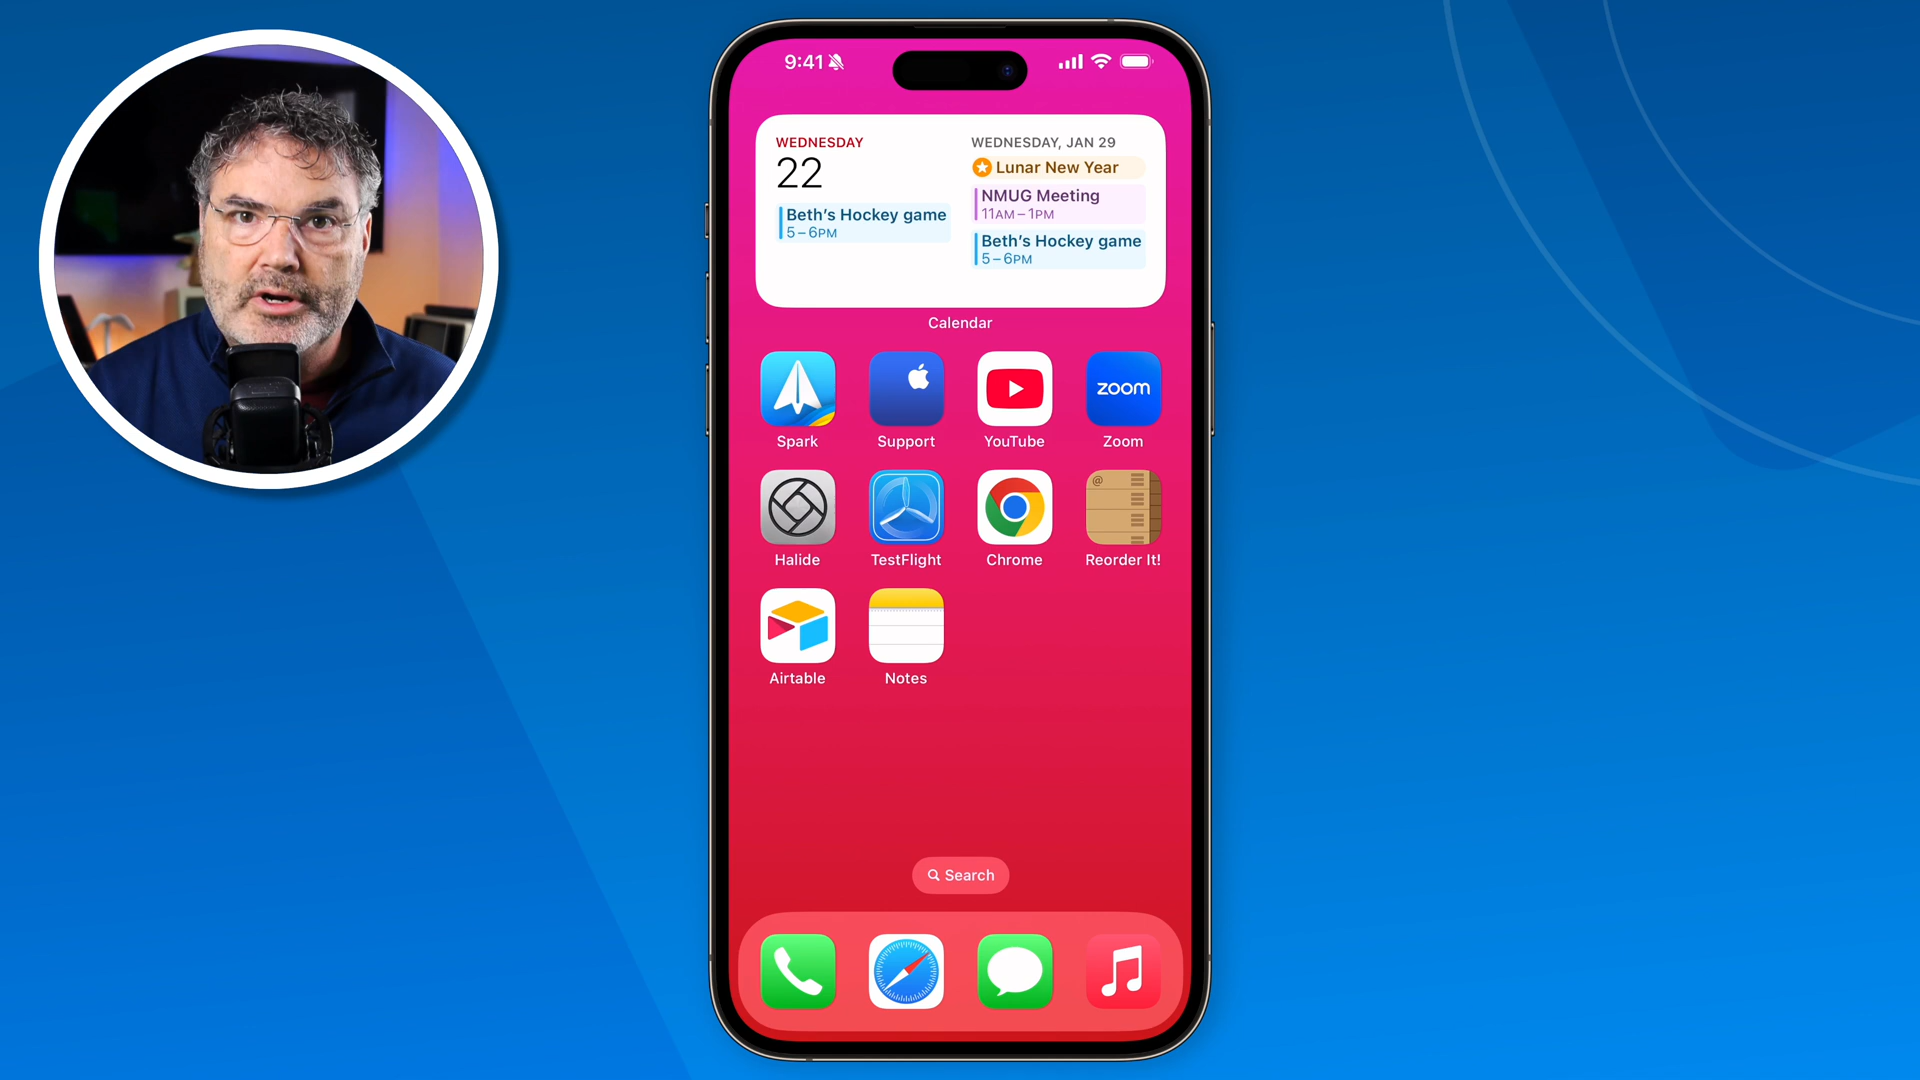 9:41
WEDNESDAY
22
Beth's Hockey game
5 – 6PM
WEDNESDAY, JAN 29
Lunar New Year
NMUG Meeting
11AM – 1PM
Beth's Hockey game
5 – 6PM
Calendar
zoom
Spark
Support
YouTube
Zoom
@
Halide
TestFlight
Chrome
Reorder It!
Airtable
Notes
Search